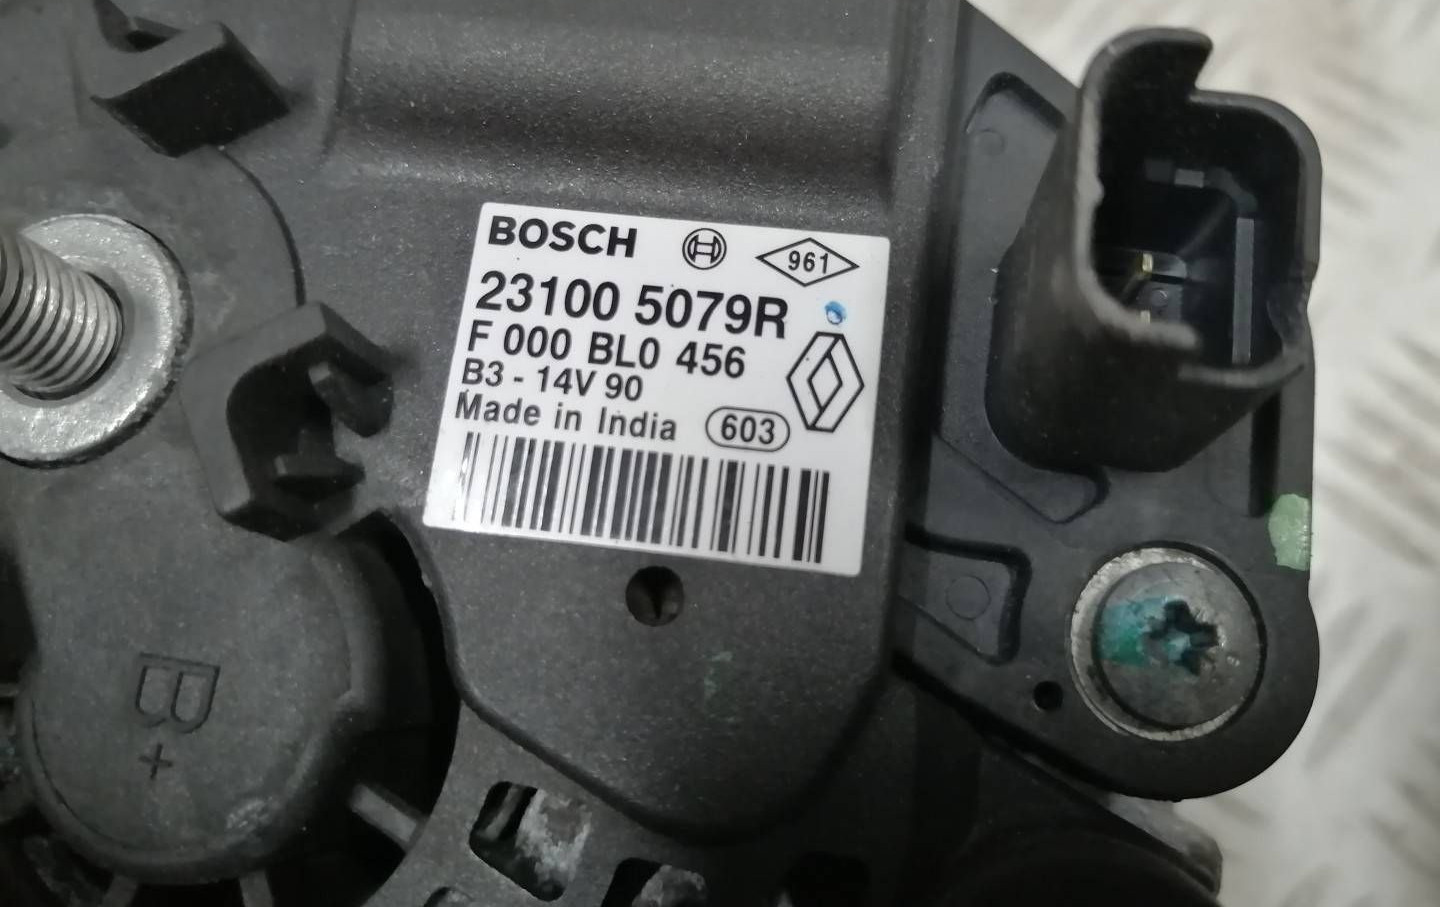 BOSCH 961
23100 5079R
F 000 BL0 456
B3 - 14V 90
Made in India 603
B+